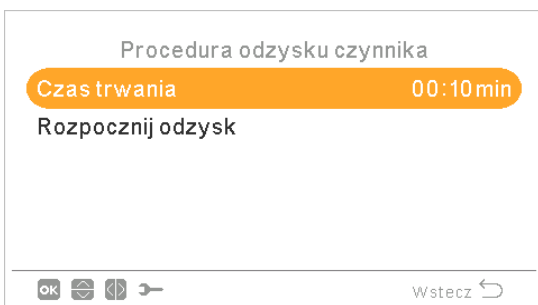 Procedura odzysku czynnika
Czas trwania 00:10 min
Rozpocznij odzysk
OK Wstecz